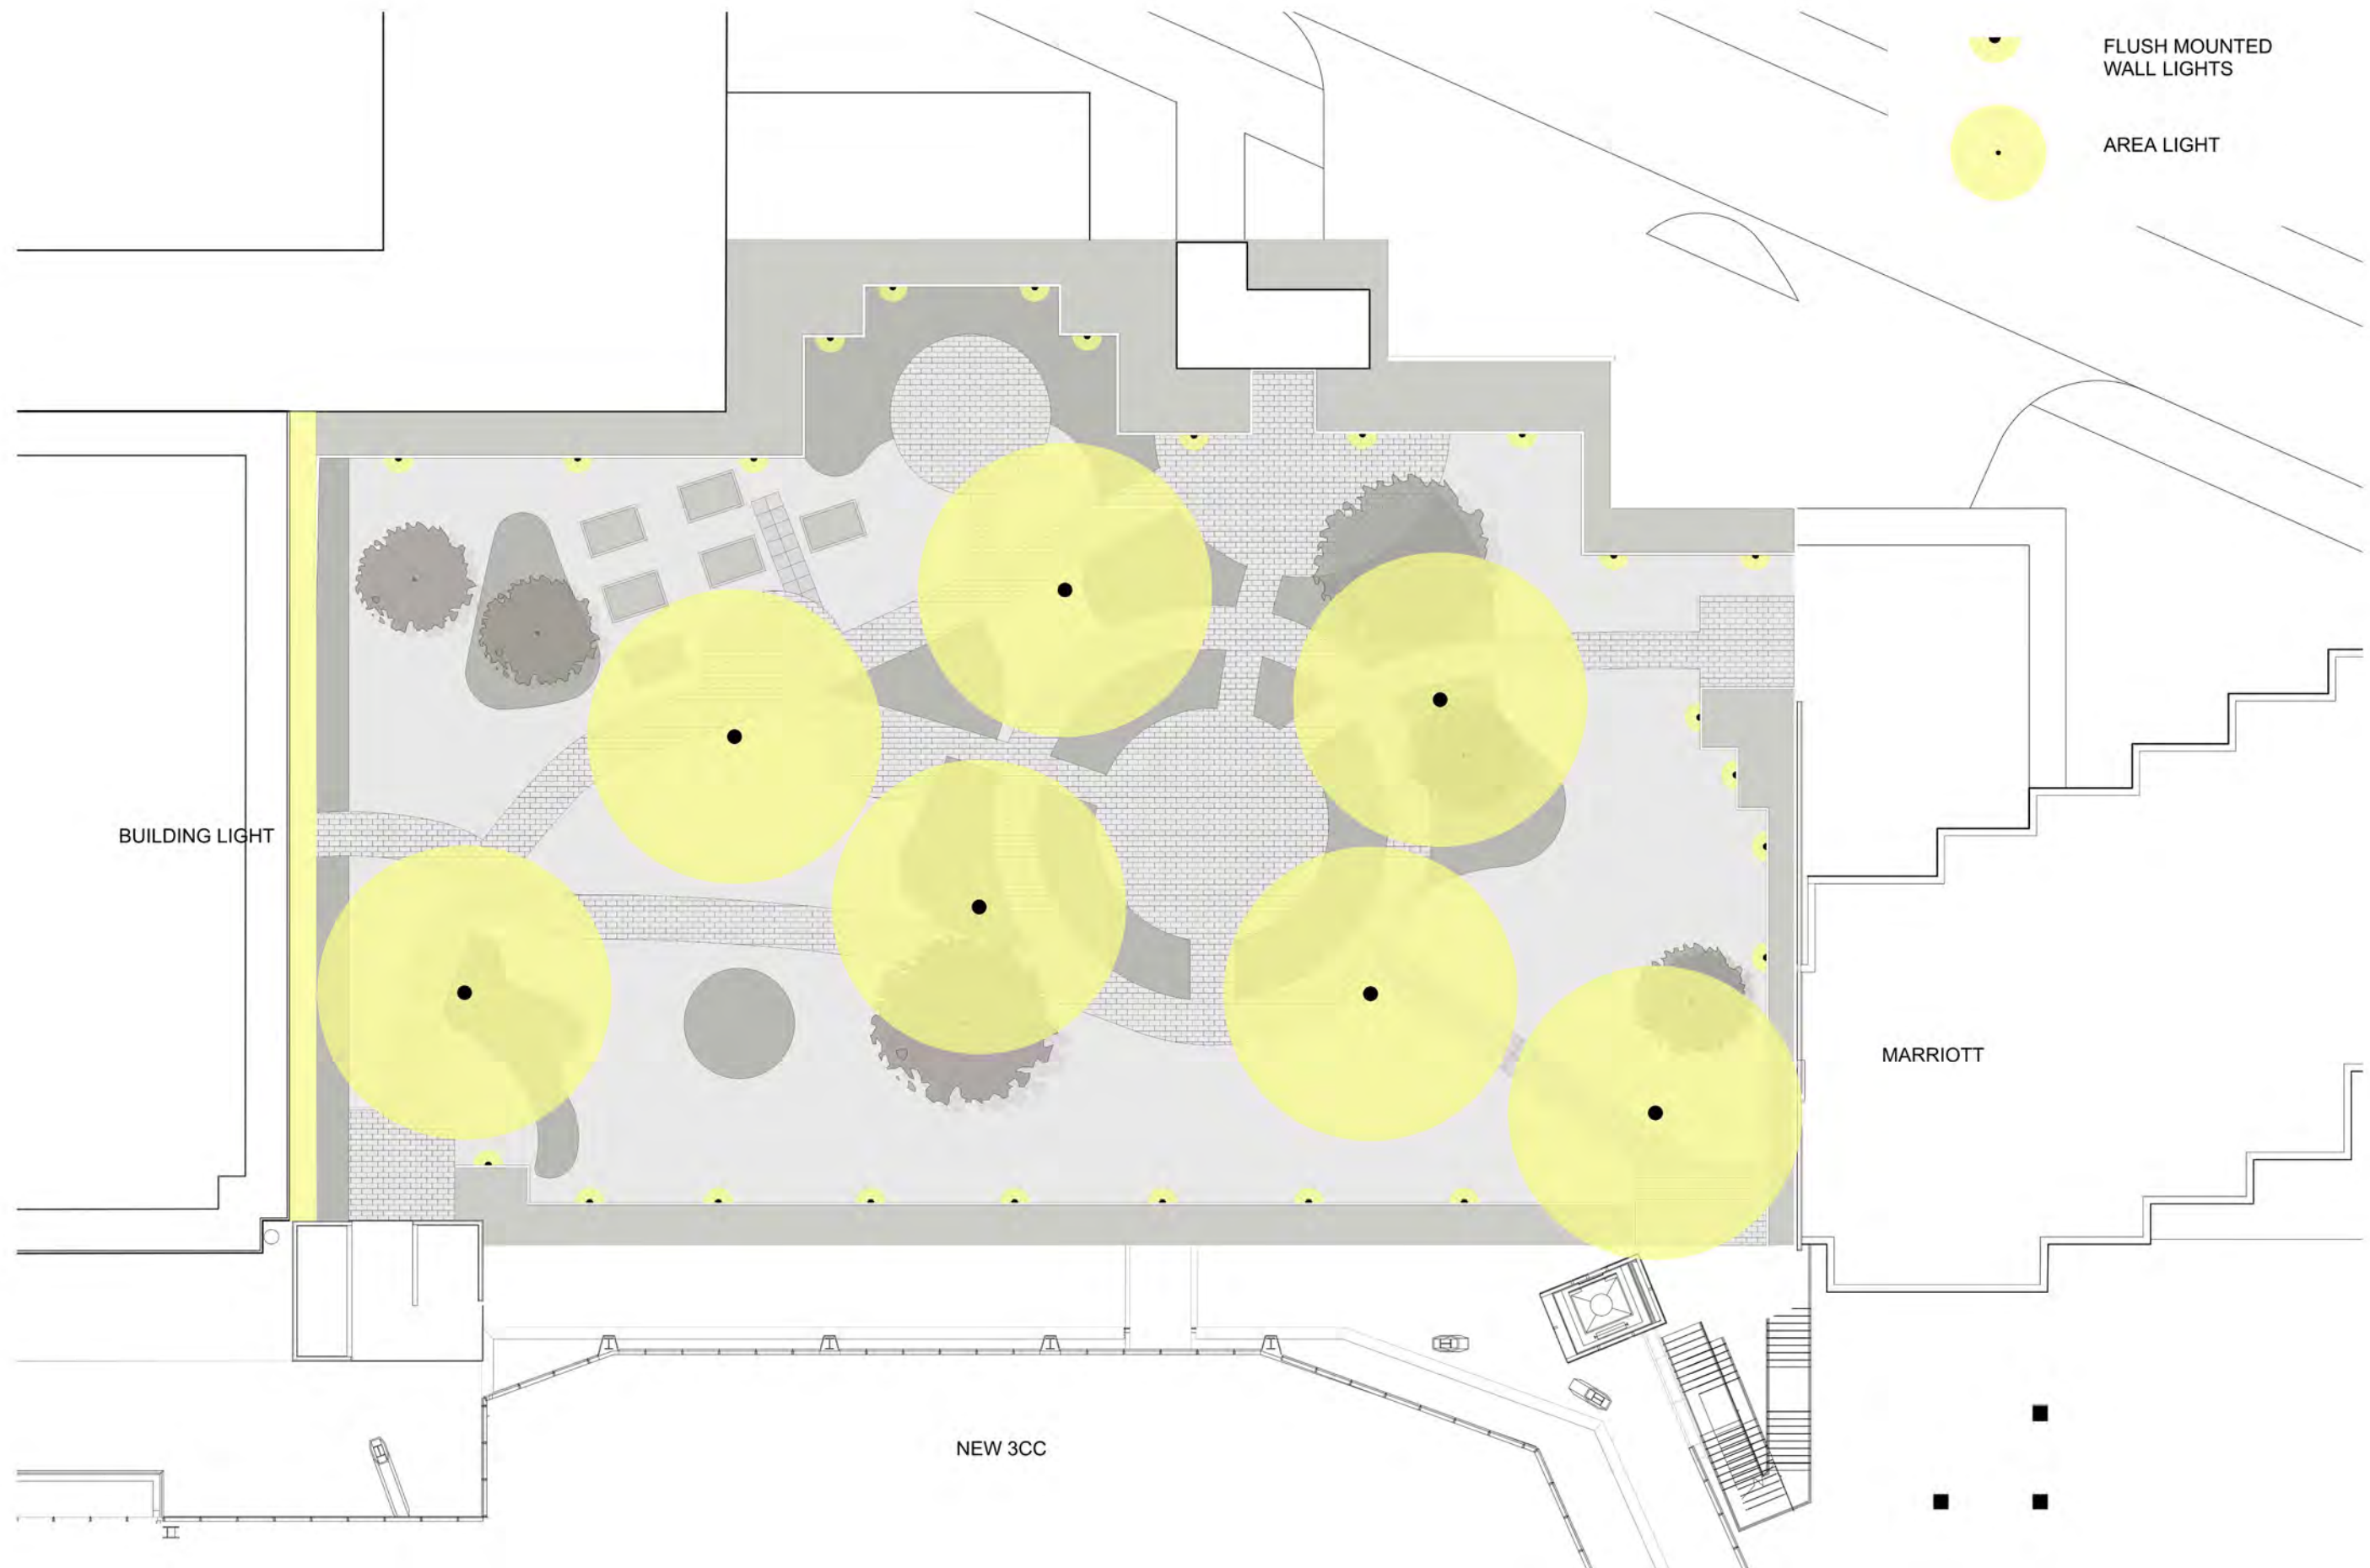 FLUSH MOUNTED
WALL LIGHTS
AREA LIGHT
BUILDING LIGHT
MARRIOTT
NEW 3CC